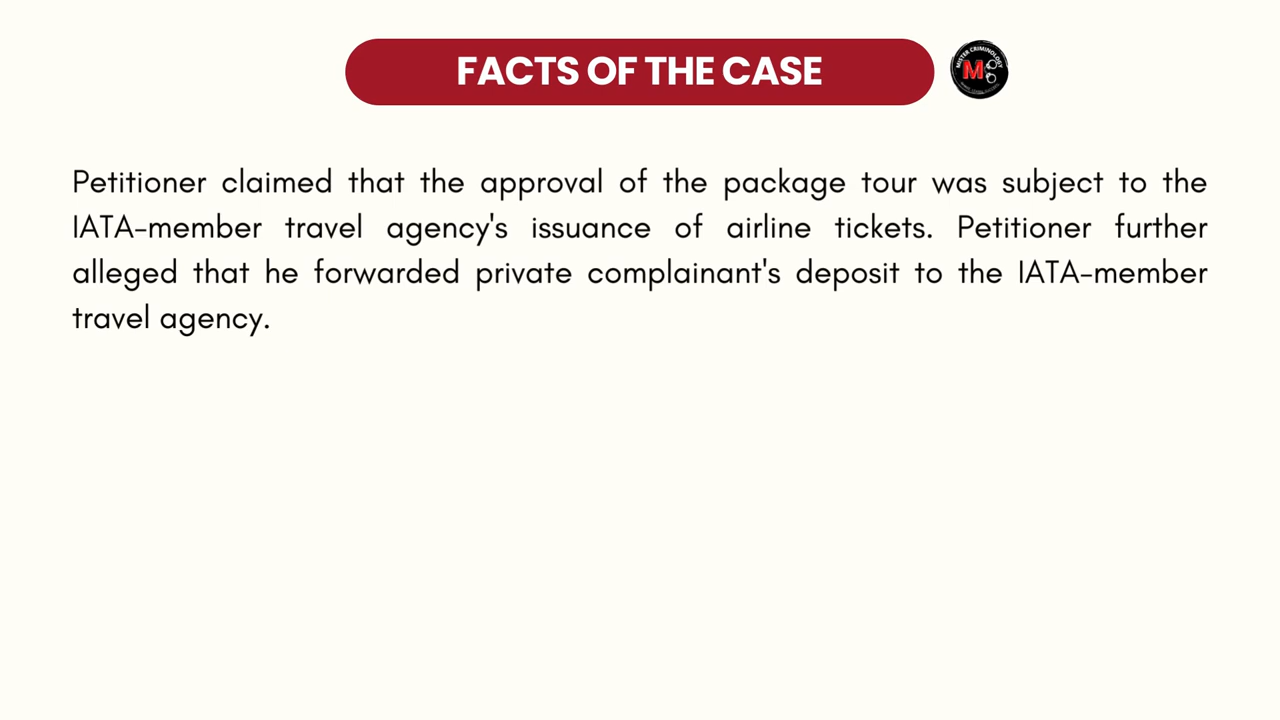 FACTS OF THE CASE
MISTER CRIMINOLOGY
M
Petitioner claimed that the approval of the package tour was subject to the
IATA-member travel agency's issuance of airline tickets. Petitioner further
alleged that he forwarded private complainant's deposit to the IATA-member
travel agency.